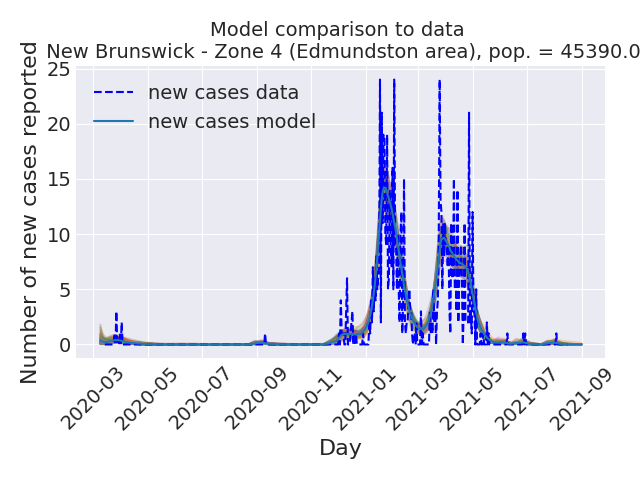 Model comparison to data
New Brunswick - Zone 4 (Edmundston area), pop. = 45390.0
Number of new cases reported
25
20
15
10
5
0
new cases data
new cases model
2020-03
2020-05
2020-07
2020-09
2020-11
2021-01
2021-03
2021-05
2021-07
2021-09
Day